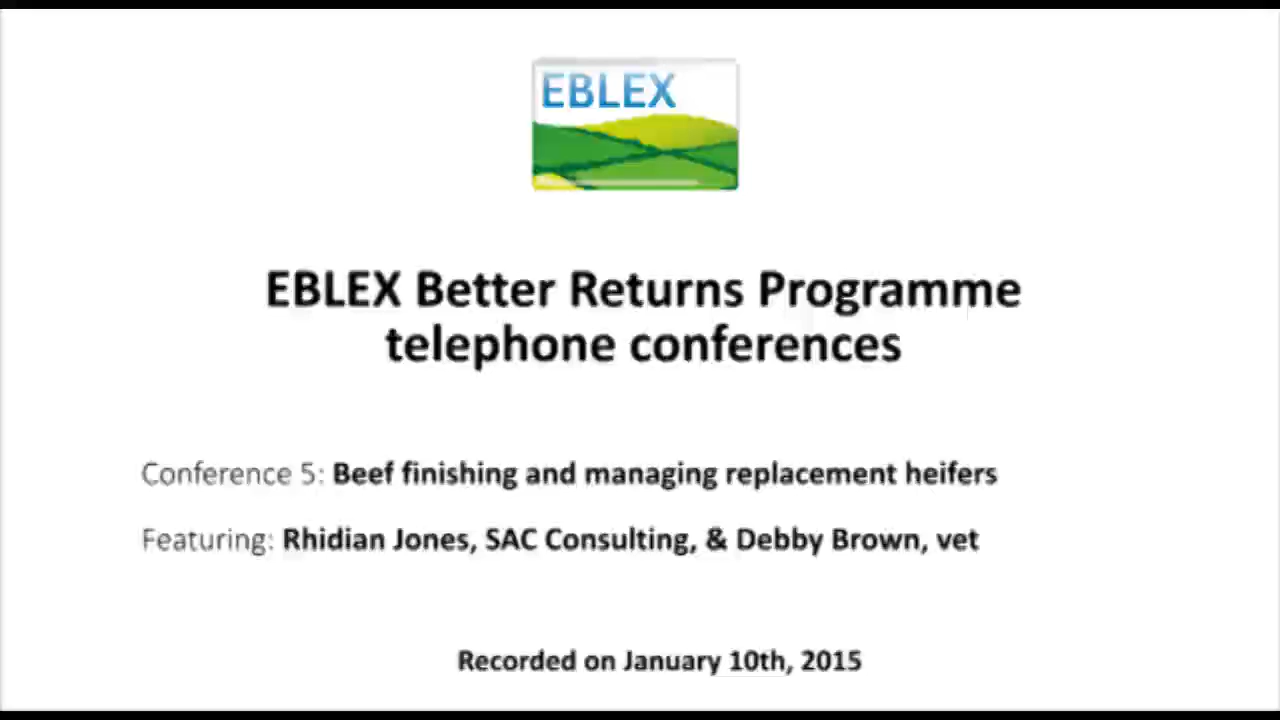 EBLEX
EBLEX Better Returns Programme
telephone conferences
Conference 5: Beef finishing and managing replacement heifers
Featuring: Rhidian Jones, SAC Consulting, & Debby Brown, vet
Recorded on January 10th, 2015